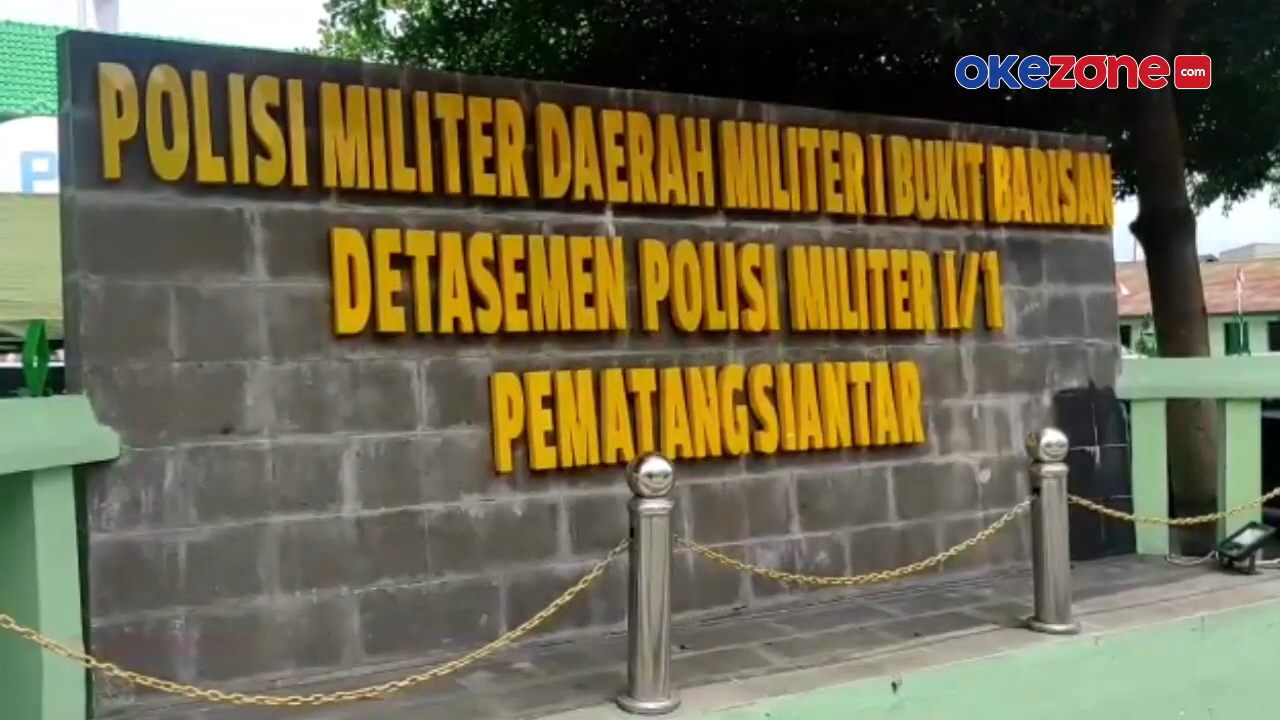 okezone.com
POLISI MILITER DAERAH MILITER I BUKIT BARISAN
DETASEMEN POLISI MILITER I/1
PEMATANGSIANTAR
P